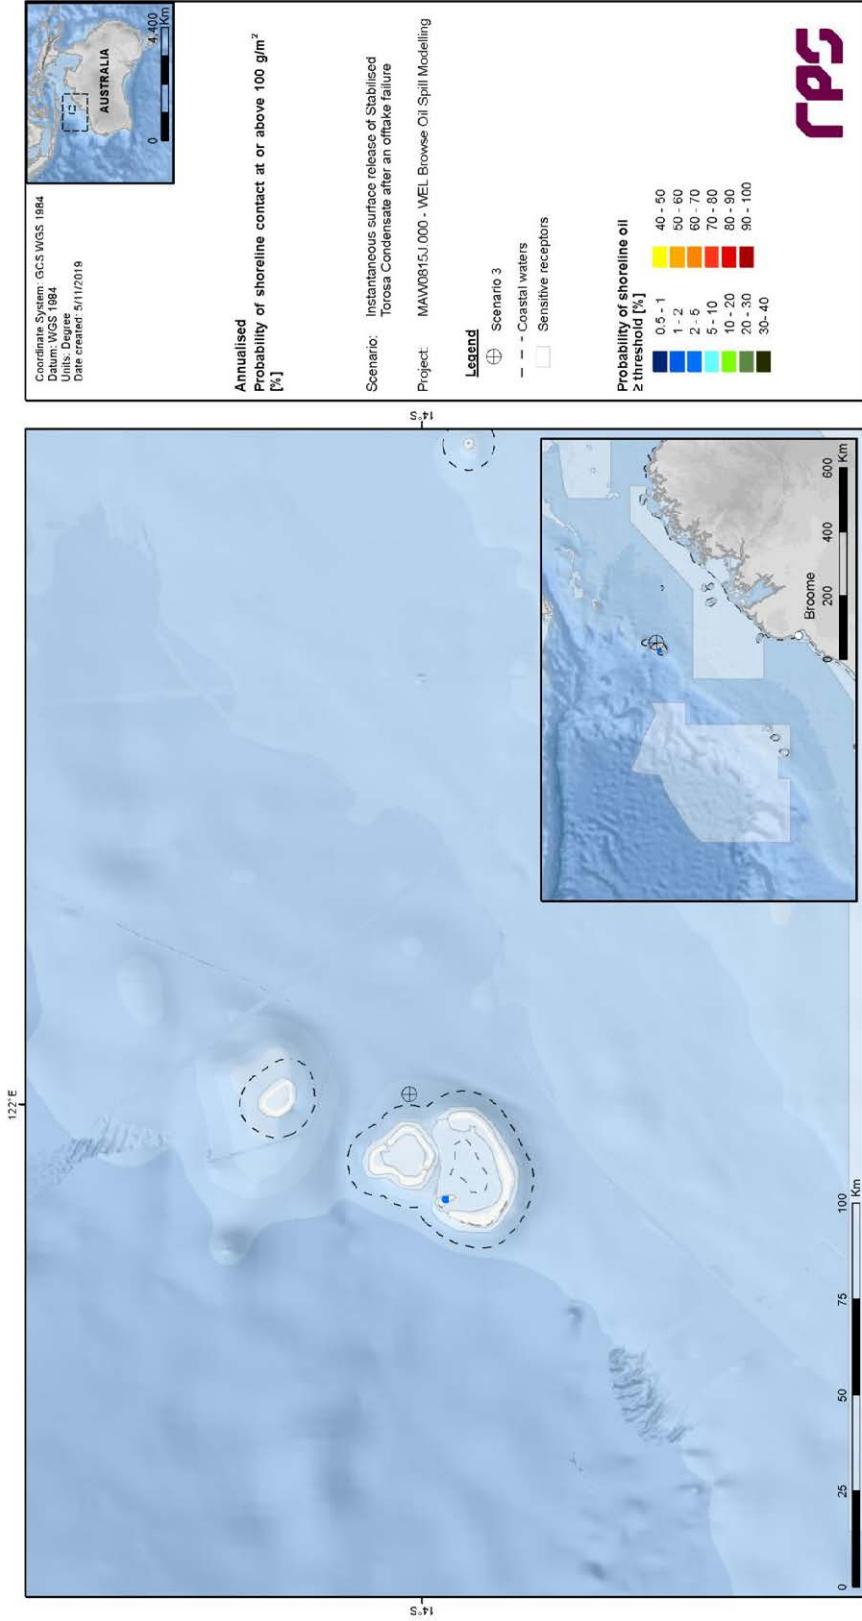 Coordinate System: GCS WGS 1984
Datum: WGS 1984
Units: Degree
Date created: 5/11/2019
AUSTRALIA
0 4,400
Km
Annualised
Probability of shoreline contact at or above 100 g/m²
[%]
Scenario: Instantaneous surface release of Stabilised
Torosa Condensate after an offtake failure
Project: MAW0815J.000 - WEL Browse Oil Spill Modelling
Legend
Scenario 3
Coastal waters
Sensitive receptors
Probability of shoreline oil
≥ threshold [%]
0.5 - 1
1 - 2
2 - 5
5 - 10
10 - 20
20 - 30
30- 40
40 - 50
50 - 60
60 - 70
70 - 80
80 - 90
90 - 100
rps
122°E
14°S
14°S
0 25 50 75 100
Km
Broome
0 200 400 600
Km